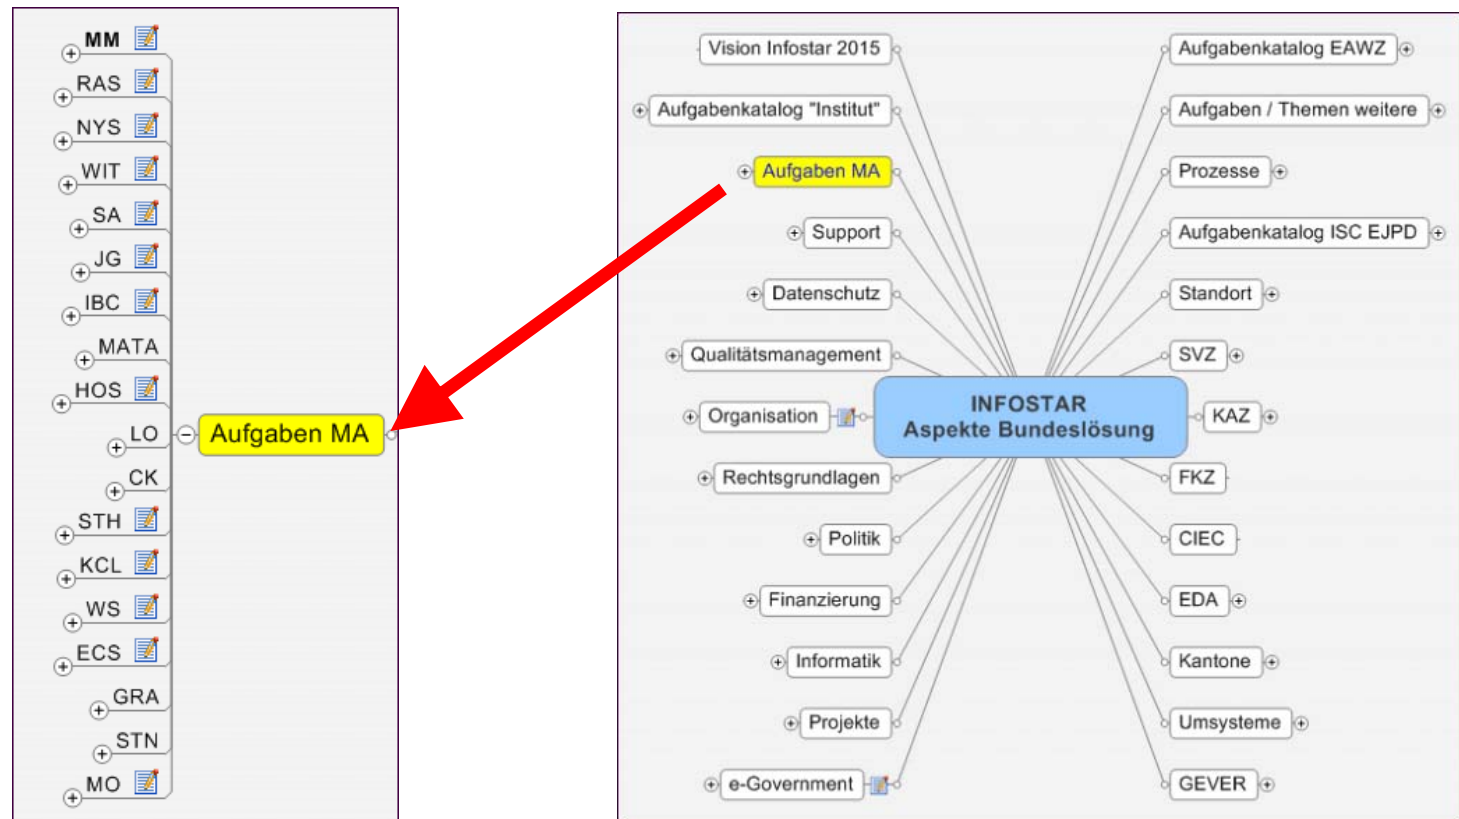 MM
RAS
NYS
WIT
SA
JG
IBC
MATA
HOS
LO
CK
STH
KCL
WS
ECS
GRA
STN
MO
Aufgaben MA
Vision Infostar 2015
Aufgabenkatalog "Institut"
Aufgaben MA
Support
Datenschutz
Qualitätsmanagement
Organisation
Rechtsgrundlagen
Politik
Finanzierung
Informatik
Projekte
e-Government
INFOSTAR
Aspekte Bundeslösung
Aufgabenkatalog EAWZ
Aufgaben / Themen weitere
Prozesse
Aufgabenkatalog ISC EJPD
Standort
SVZ
KAZ
FKZ
CIEC
EDA
Kantone
Umsysteme
GEVER